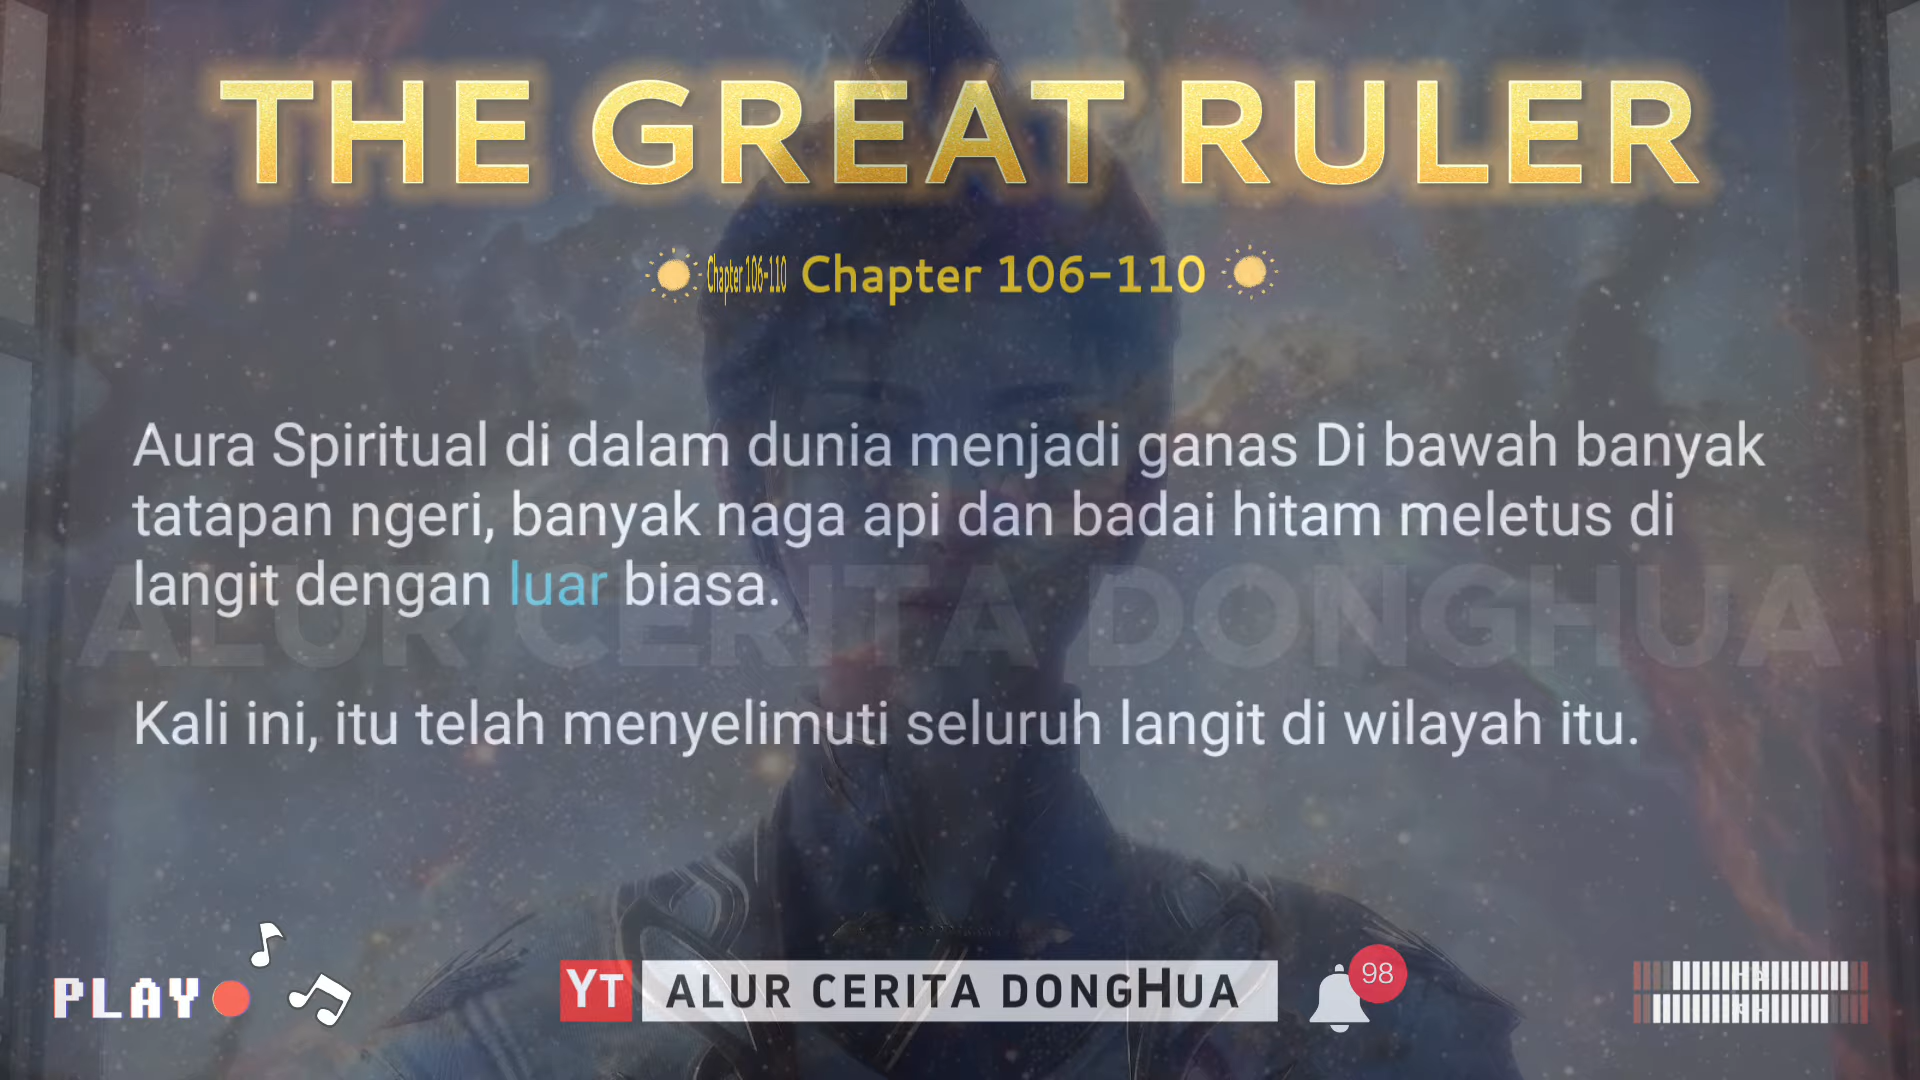 THE GREAT RULER
Chapter 106-110 Chapter 106-110
Aura Spiritual di dalam dunia menjadi ganas Di bawah banyak
tatapan ngeri, banyak naga api dan badai hitam meletus di
langit dengan luar biasa.
ALUR CERITA DONGHUA
Kali ini, itu telah menyelimuti seluruh langit di wilayah itu.
PLAY
YT ALUR CERITA DONGHUA
98